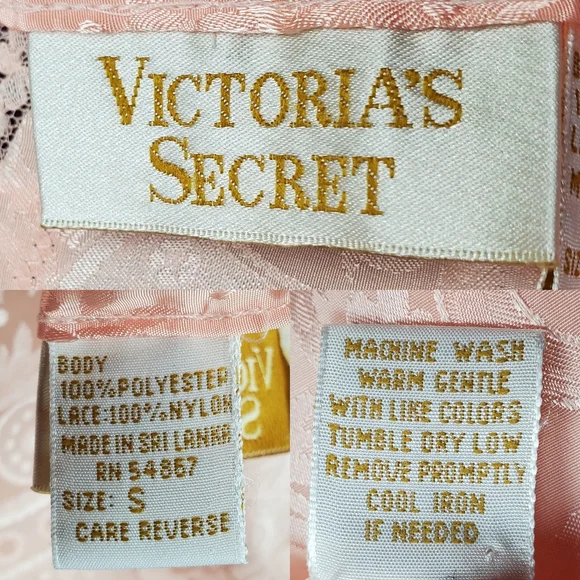 VICTORIA'S
SECRET
BODY
100%POLYESTER
LACE:100%NYLON
MADE IN SRI LANKA
RN 54867
SIZE: S
CARE REVERSE
MACHINE WASH
WARM GENTLE
WITH LIKE COLORS
TUMBLE DRY LOW
REMOVE PROMPTLY
COOL IRON
IF NEEDED